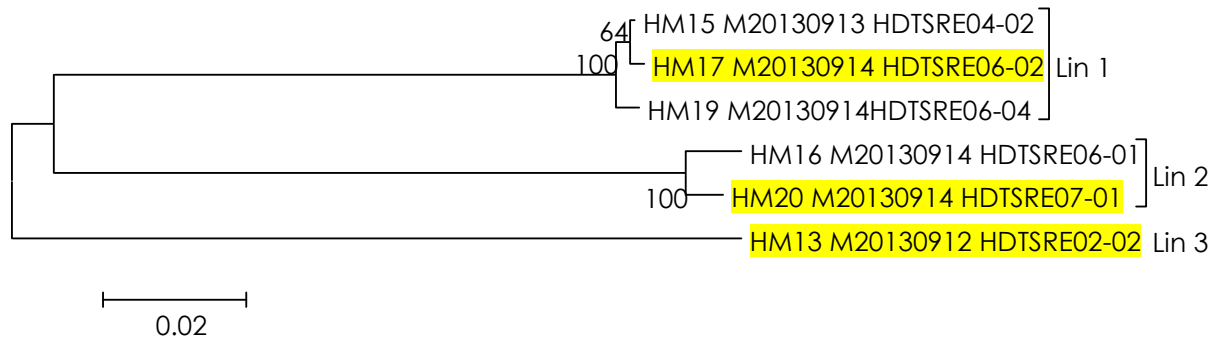 HM15 M20130913 HDTSRE04-02
64
100
HM17 M20130914 HDTSRE06-02
Lin 1
HM19 M20130914HDTSRE06-04
HM16 M20130914 HDTSRE06-01
Lin 2
100
HM20 M20130914 HDTSRE07-01
HM13 M20130912 HDTSRE02-02
Lin 3
0.02